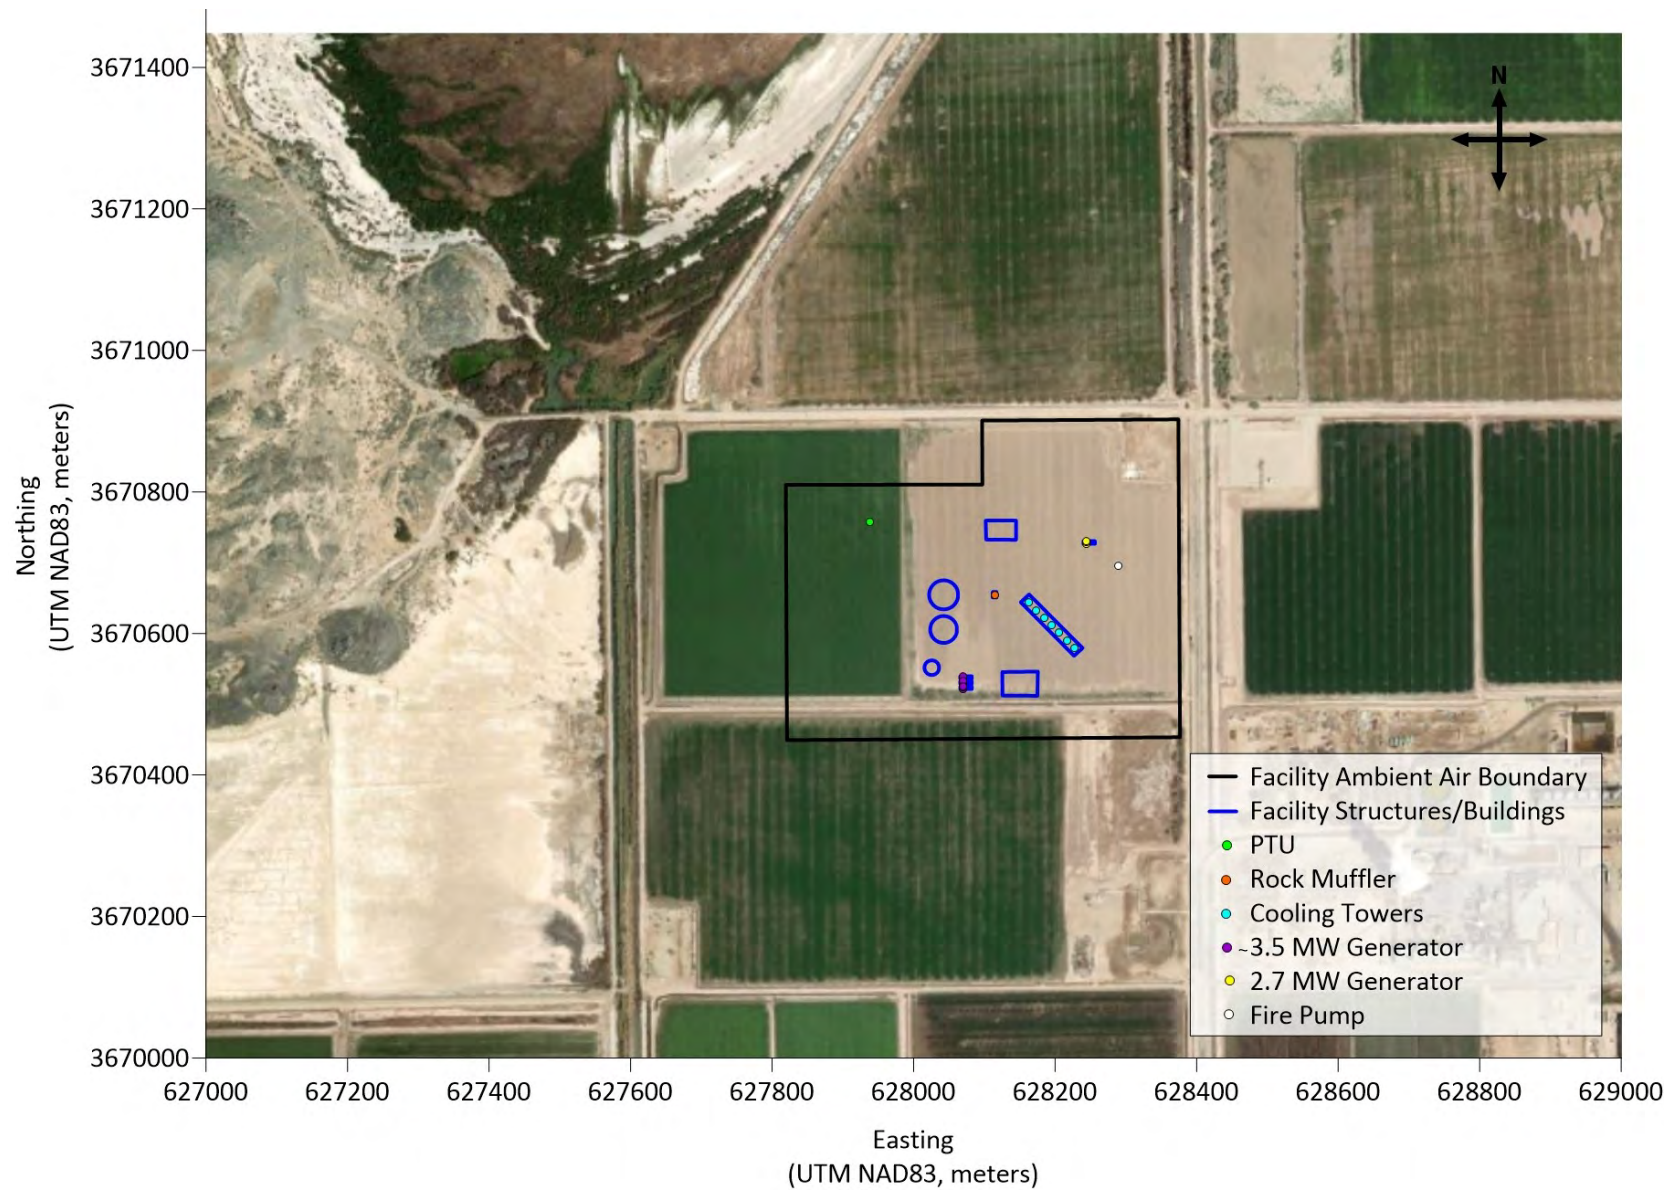 3671400
3671200
3671000
3670800
3670600
3670400
3670200
3670000
Northing
(UTM NAD83, meters)
N
Facility Ambient Air Boundary
Facility Structures/Buildings
PTU
Rock Muffler
Cooling Towers
~3.5 MW Generator
2.7 MW Generator
Fire Pump
627000 627200 627400 627600 627800 628000 628200 628400 628600 628800 629000
Easting
(UTM NAD83, meters)